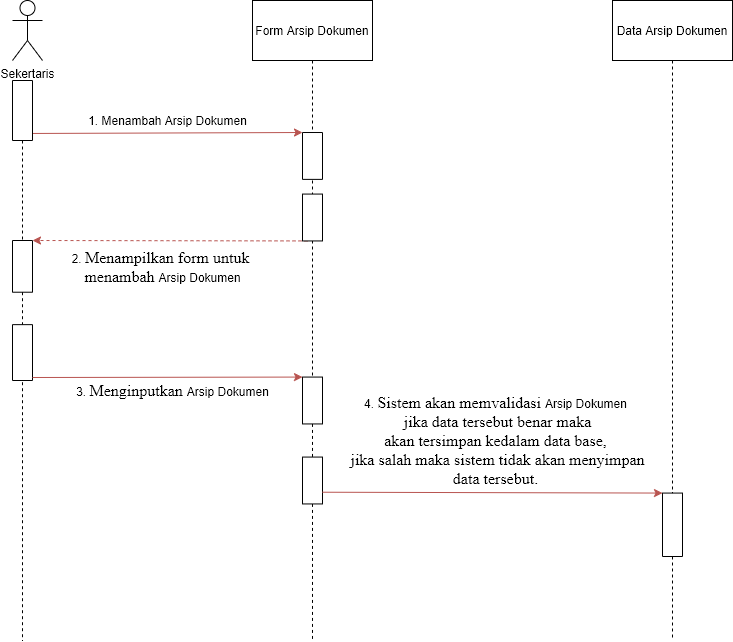 Sekertaris
Form Arsip Dokumen
Data Arsip Dokumen
1. Menambah Arsip Dokumen
2. Menampilkan form untuk
menambah Arsip Dokumen
3. Menginputkan Arsip Dokumen
4. Sistem akan memvalidasi Arsip Dokumen
jika data tersebut benar maka
akan tersimpan kedalam data base,
jika salah maka sistem tidak akan menyimpan
data tersebut.